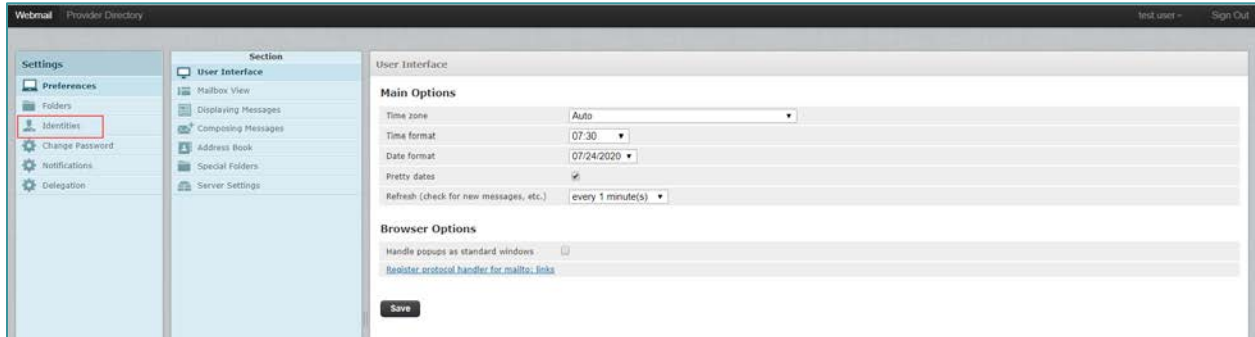 Webmail Provider Directory test user Sign Out
Settings
Preferences
Folders
Identities
Change Password
Notifications
Delegation
Section
User Interface
Mailbox View
Displaying Messages
Composing Messages
Address Book
Special Folders
Server Settings
User Interface
Main Options
Time zone Auto
Time format 07:30
Date format 07/24/2020
Pretty dates
Refresh (check for new messages, etc.) every 1 minute(s)
Browser Options
Handle popups as standard windows
Register protocol handler for mailto: links
Save